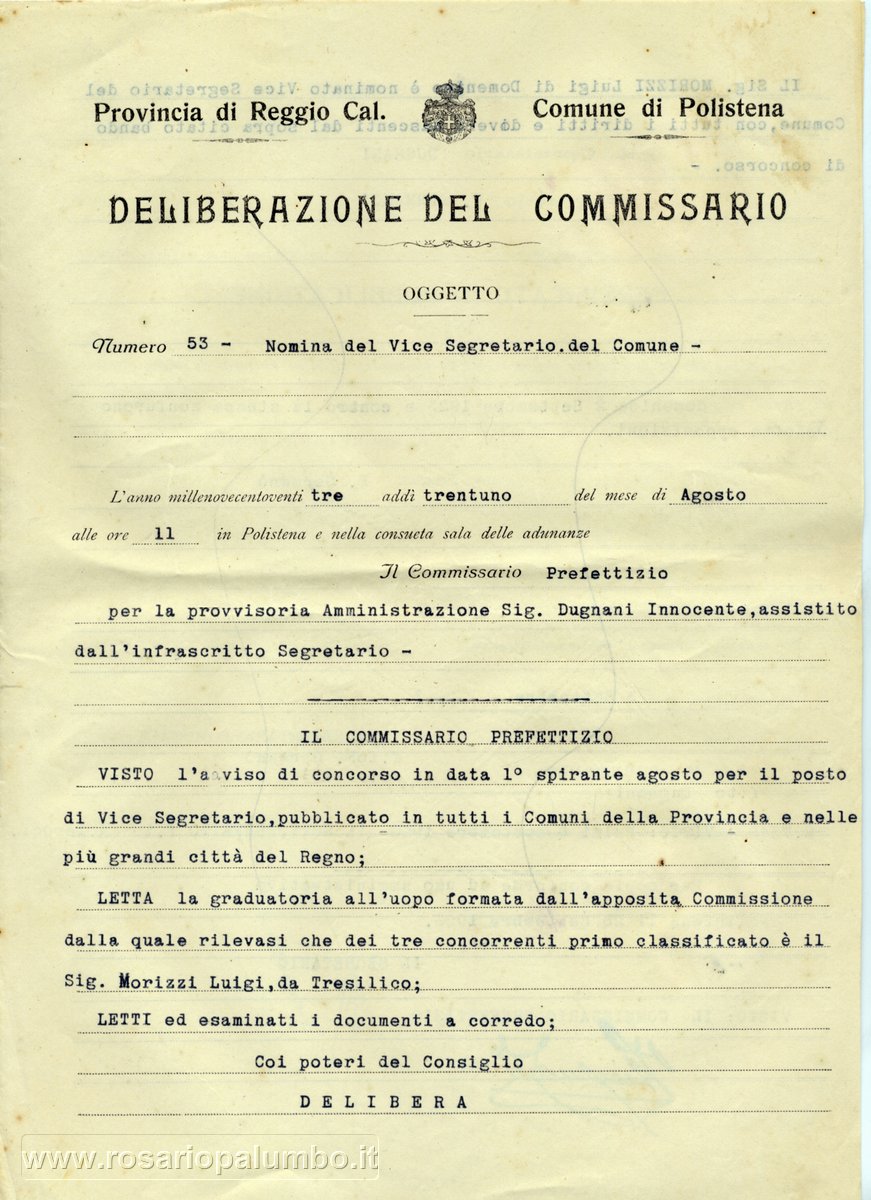 Provincia di Reggio Cal. Comune di Polistena
DELIBERAZIONE DEL COMMISSARIO
OGGETTO
Numero 53 - Nomina del Vice Segretario.del Comune -
L'anno millenovecentoventi tre addì trentuno del mese di Agosto
alle ore 11 in Polistena e nella consueta sala delle adunanze
Il Commissario Prefettizio
per la provvisoria Amministrazione Sig. Dugnani Innocente,assistito
dall'infrascritto Segretario -
IL COMMISSARIO PREFETTIZIO
VISTO l'avviso di concorso in data 1° spirante agosto per il posto
di Vice Segretario,pubblicato in tutti i Comuni della Provincia e nelle
più grandi città del Regno;
LETTA la graduatoria all'uopo formata dall'apposita Commissione
dalla quale rilevasi che dei tre concorrenti primo classificato è il
Sig. Morizzi Luigi,da Tresilico;
LETTI ed esaminati i documenti a corredo;
Coi poteri del Consiglio
D E L I B E R A
www.rosariopalumbo.it